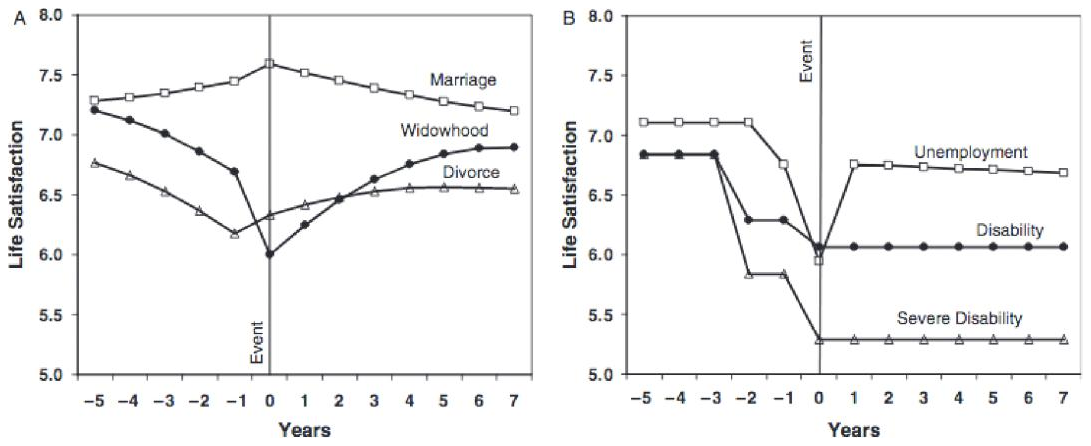 A
8.0
7.5
7.0
6.5
6.0
5.5
5.0
Life Satisfaction
Marriage
Widowhood
Divorce
Event
−5 −4 −3 −2 −1 0 1 2 3 4 5 6 7
Years
B
8.0
7.5
7.0
6.5
6.0
5.5
5.0
Life Satisfaction
Event
Unemployment
Disability
Severe Disability
−5 −4 −3 −2 −1 0 1 2 3 4 5 6 7
Years